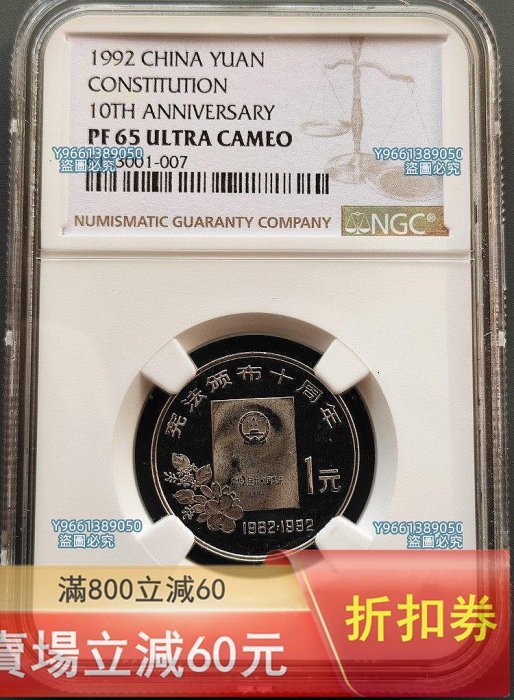 1992 CHINA YUAN
CONSTITUTION
10TH ANNIVERSARY
PF 65 ULTRA CAMEO
3001-007
Y9661389050
盜圖必究
Y9661389050
盜圖必究
NUMISMATIC GUARANTY COMPANY
NGC®
宪法颁布十周年
1元
1982·1992
Y9661389050
盜圖必究
Y9661389050
盜圖必究
滿800立減60
賣場立減60元
折扣券